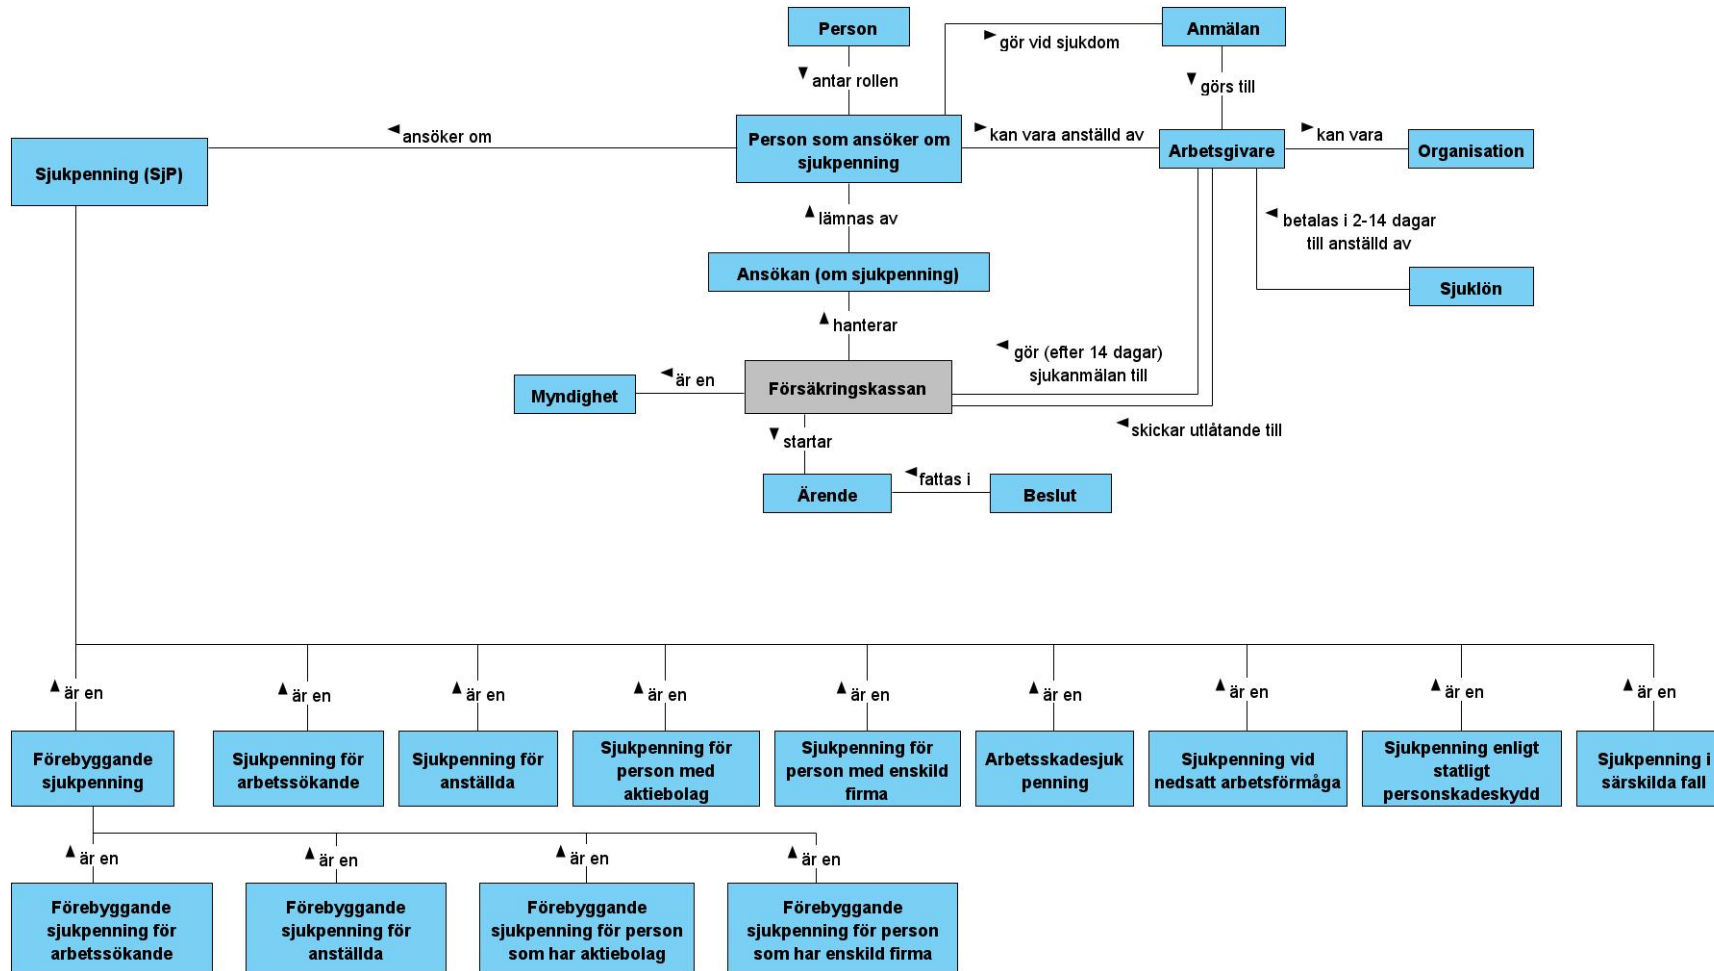 Person
Anmälan
gör vid sjukdom
antar rollen
görs till
ansöker om
Person som ansöker om
sjukpenning
kan vara anställd av
Arbetsgivare
kan vara
Organisation
Sjukpenning (SjP)
lämnas av
betalas i 2-14 dagar
till anställd av
Ansökan (om sjukpenning)
Sjuklön
hanterar
gör (efter 14 dagar)
sjukanmälan till
Myndighet
är en
Försäkringskassan
skickar utlåtande till
startar
Ärende
fattas i
Beslut
är en
är en
är en
är en
är en
är en
är en
är en
är en
Förebyggande
sjukpenning
Sjukpenning för
arbetssökande
Sjukpenning för
anställda
Sjukpenning för
person med
aktiebolag
Sjukpenning för
person med enskild
firma
Arbetsskadesjuk
penning
Sjukpenning vid
nedsatt arbetsförmåga
Sjukpenning enligt
statligt
personskadeskydd
Sjukpenning i
särskilda fall
är en
är en
är en
är en
Förebyggande
sjukpenning för
arbetssökande
Förebyggande
sjukpenning för
anställda
Förebyggande
sjukpenning för person
som har aktiebolag
Förebyggande
sjukpenning för person
som har enskild firma